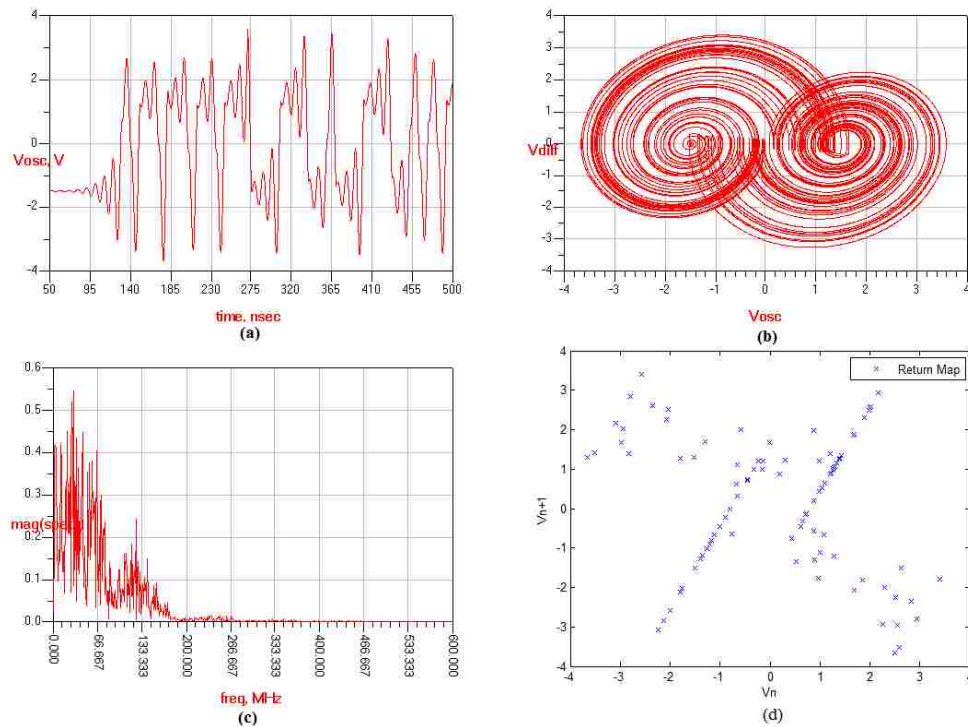 4
2
0
Vosc, V
-2
-4
50 95 140 185 230 275 320 365 410 455 500
time, nsec
(a)
4
3
2
1
0
Vdiff
-1
-2
-3
-4
-4 -3 -2 -1 0 1 2 3 4
Vosc
(b)
0.6
0.5
0.4
0.3
0.2
0.1
0.0
0.000 66.667 133.333 200.000 266.667 333.333 400.000 466.667 533.333 600.000
freq, MHz
(c)
Return Map
4
3
2
1
0
-1
-2
-3
-4
Vn+1
-4 -3 -2 -1 0 1 2 3 4
Vn
(d)